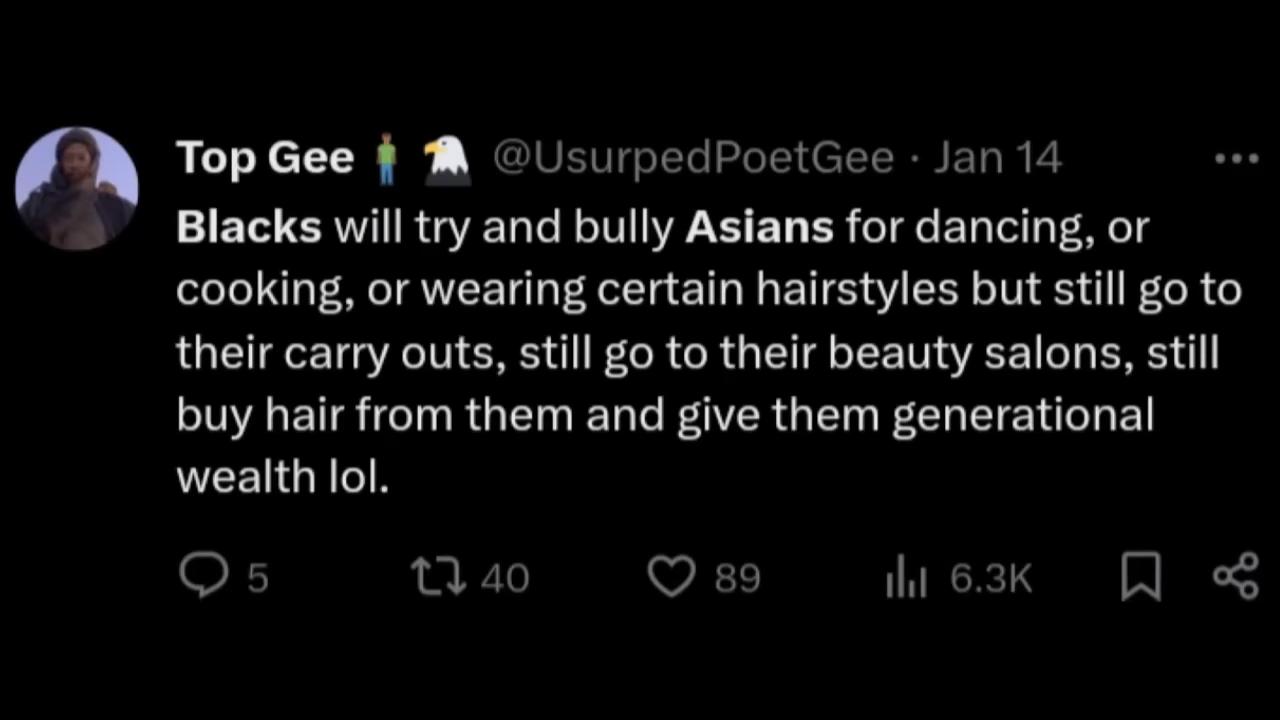 Top Gee 🧍🏽‍♂️ 🦅 @UsurpedPoetGee · Jan 14
Blacks will try and bully Asians for dancing, or
cooking, or wearing certain hairstyles but still go to
their carry outs, still go to their beauty salons, still
buy hair from them and give them generational
wealth lol.
5 40 89 6.3K